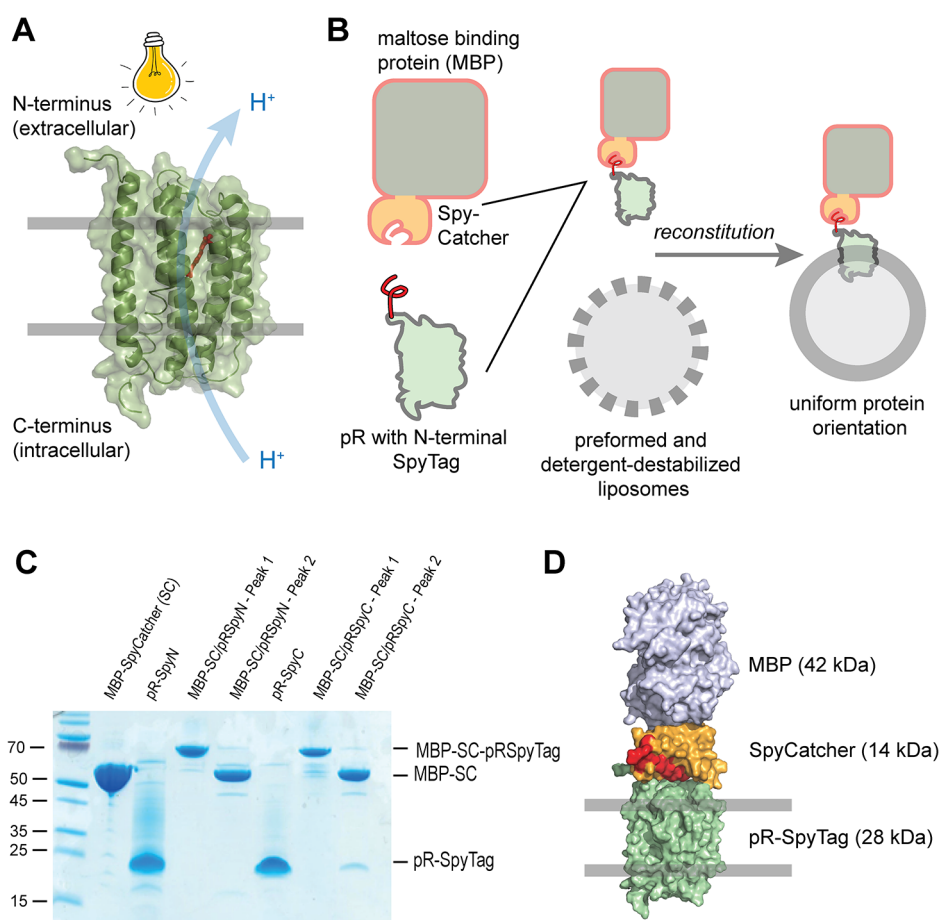 A
N-terminus
(extracellular)
H+
C-terminus
(intracellular)
H+
B
maltose binding
protein (MBP)
Spy-
Catcher
reconstitution
pR with N-terminal
SpyTag
preformed and
detergent-destabilized
liposomes
uniform protein
orientation
C
MBP-SpyCatcher (SC)
pR-SpyN
MBP-SC/pRSpyN - Peak 1
MBP-SC/pRSpyN - Peak 2
pR-SpyC
MBP-SC/pRSpyC - Peak 1
MBP-SC/pRSpyC - Peak 2
70
50
45
35
25
15
MBP-SC-pRSpyTag
MBP-SC
pR-SpyTag
D
MBP (42 kDa)
SpyCatcher (14 kDa)
pR-SpyTag (28 kDa)